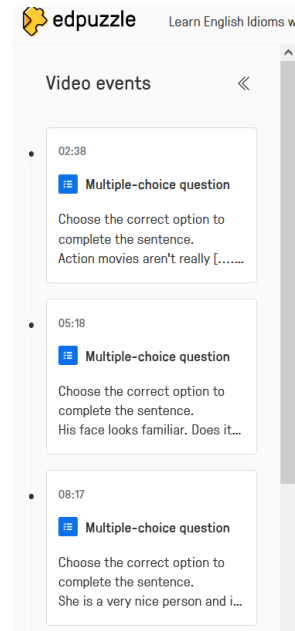 edpuzzle
Learn English Idioms w
Video events
02:38
Multiple-choice question
Choose the correct option to
complete the sentence.
Action movies aren't really [.…...
05:18
Multiple-choice question
Choose the correct option to
complete the sentence.
His face looks familiar. Does it...
08:17
Multiple-choice question
Choose the correct option to
complete the sentence.
She is a very nice person and i...